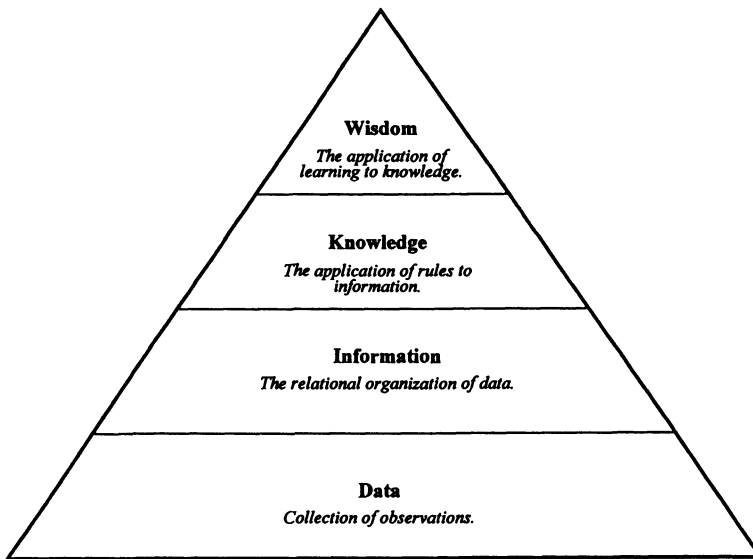 Wisdom
The application of
learning to knowledge.
Knowledge
The application of rules to
information.
Information
The relational organization of data.
Data
Collection of observations.